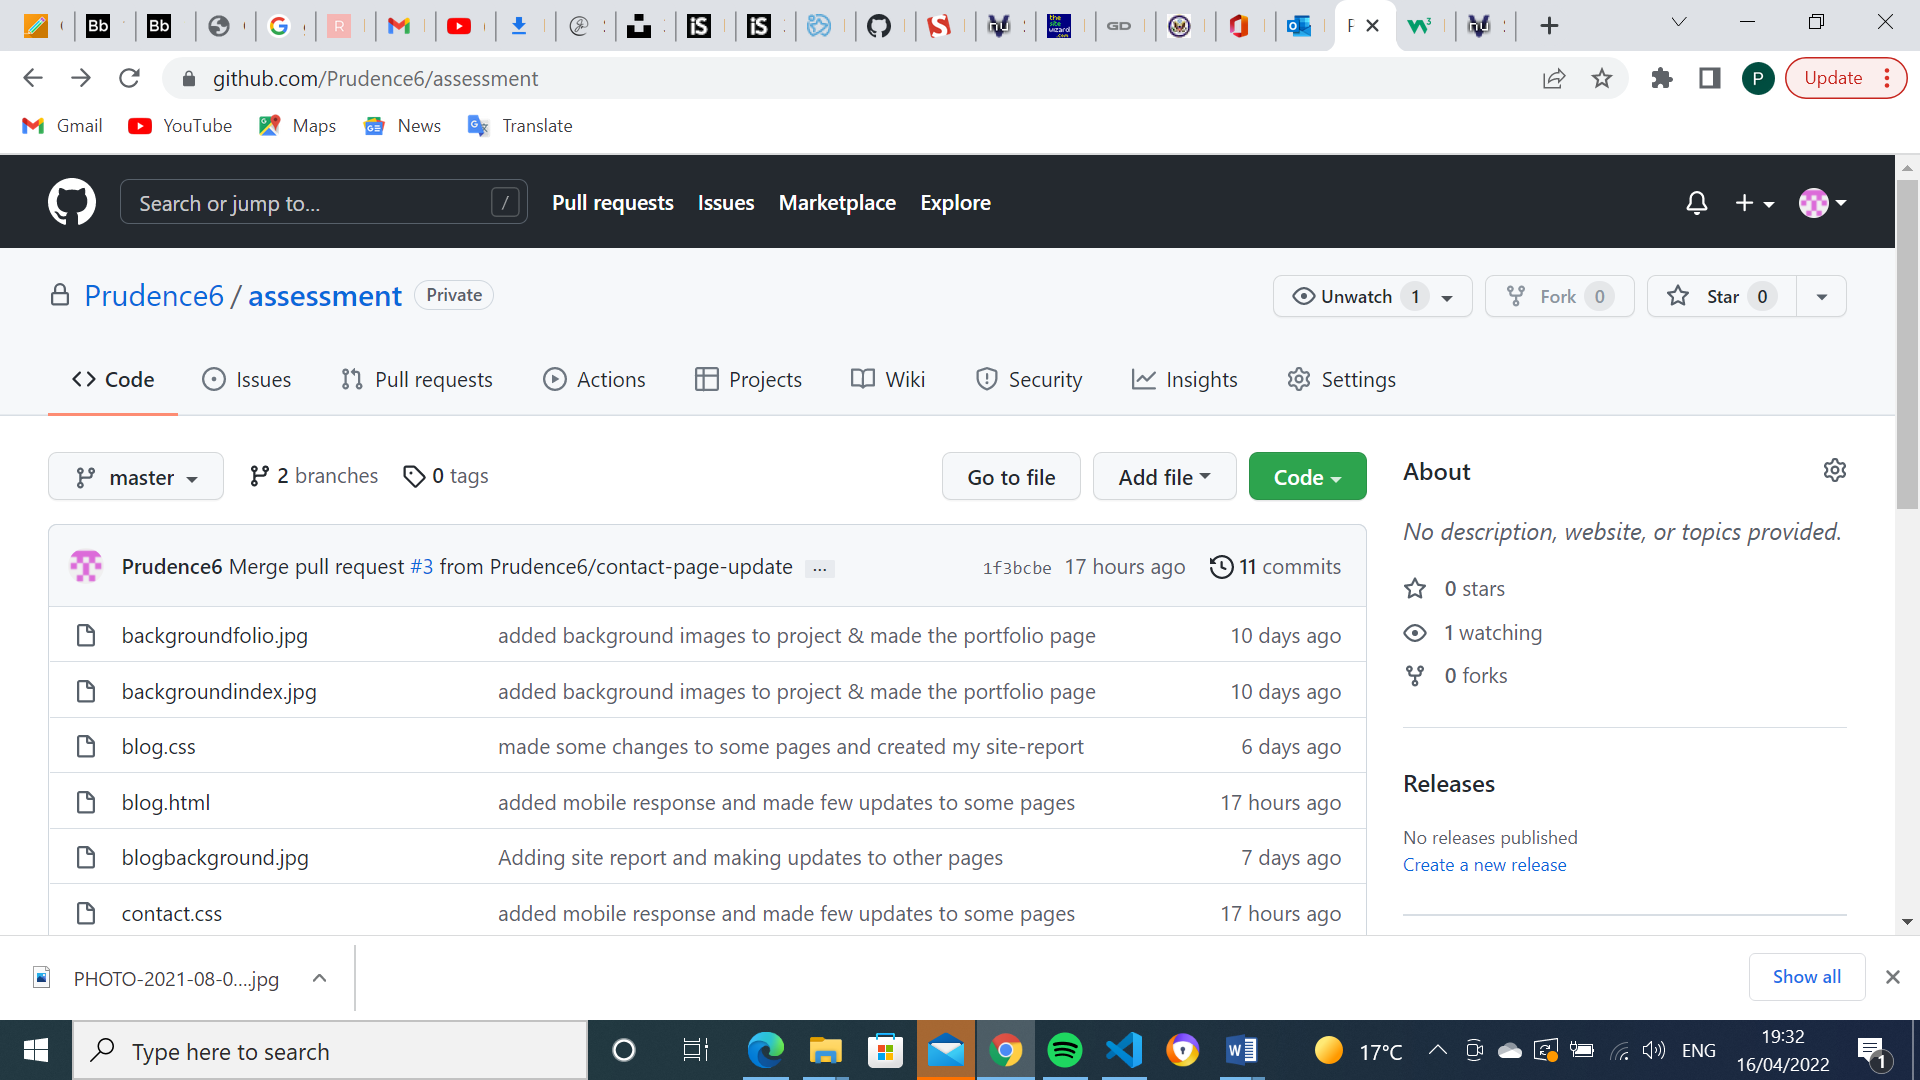 github.com/Prudence6/assessment
Update
Gmail YouTube Maps News Translate
Search or jump to... / Pull requests Issues Marketplace Explore
Prudence6 / assessment Private
Unwatch 1 Fork 0 Star 0
Code Issues Pull requests Actions Projects Wiki Security Insights Settings
master 2 branches 0 tags Go to file Add file Code
Prudence6 Merge pull request #3 from Prudence6/contact-page-update ... 1f3bcbe 17 hours ago 11 commits
backgroundfolio.jpg added background images to project & made the portfolio page 10 days ago
backgroundindex.jpg added background images to project & made the portfolio page 10 days ago
blog.css made some changes to some pages and created my site-report 6 days ago
blog.html added mobile response and made few updates to some pages 17 hours ago
blogbackground.jpg Adding site report and making updates to other pages 7 days ago
contact.css added mobile response and made few updates to some pages 17 hours ago
About
No description, website, or topics provided.
0 stars
1 watching
0 forks
Releases
No releases published
Create a new release
PHOTO-2021-08-0....jpg Show all
Type here to search
17°C ENG
19:32
16/04/2022
1